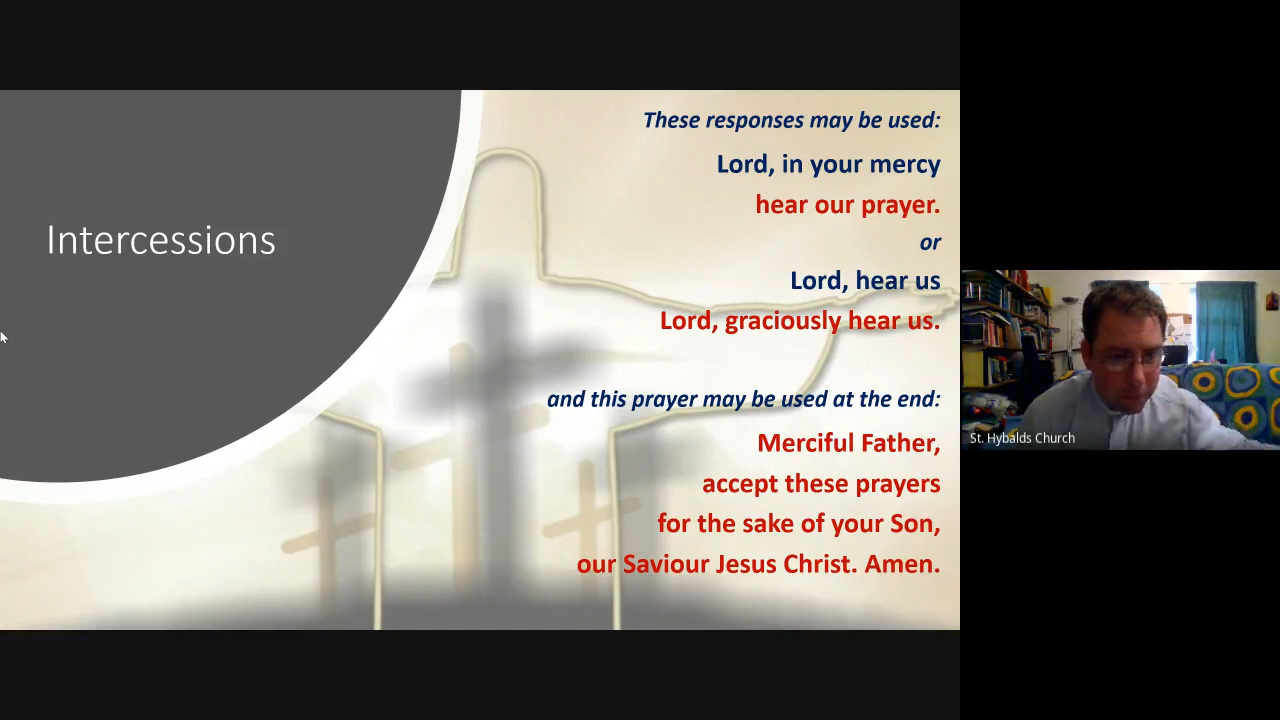 Intercessions
These responses may be used:
Lord, in your mercy
hear our prayer.
or
Lord, hear us
Lord, graciously hear us.
and this prayer may be used at the end:
Merciful Father,
accept these prayers
for the sake of your Son,
our Saviour Jesus Christ. Amen.
St. Hybalds Church